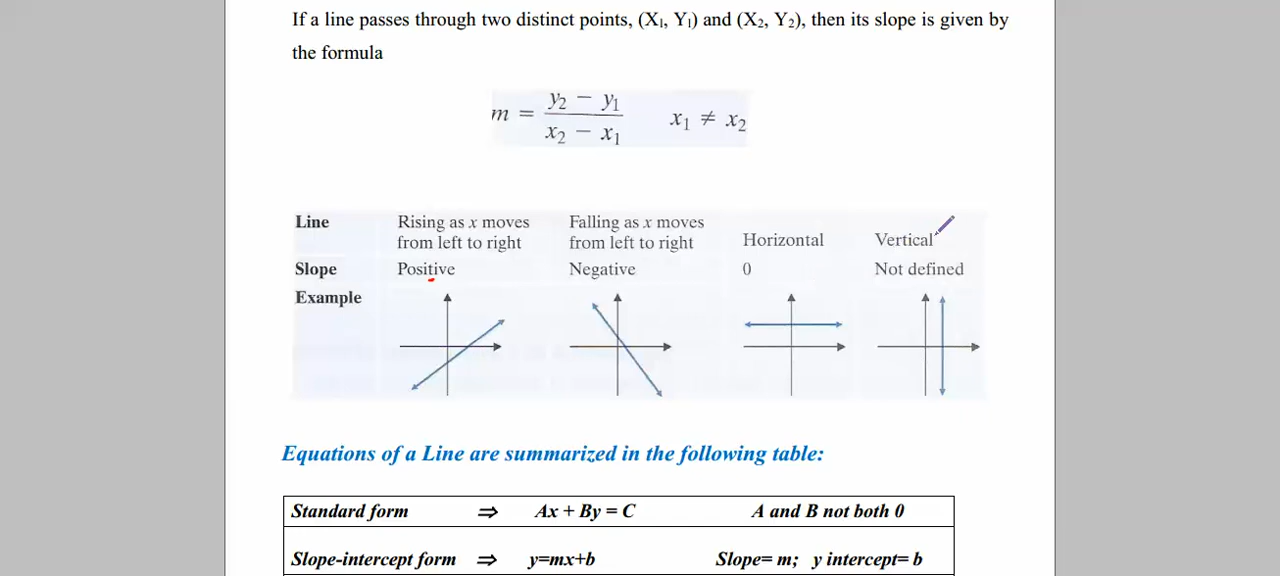 If a line passes through two distinct points, (X₁, Y₁) and (X₂, Y₂), then its slope is given by
the formula
m = (y₂ − y₁) / (x₂ − x₁)    x₁ ≠ x₂
Line    Rising as x moves from left to right    Falling as x moves from left to right    Horizontal    Vertical
Slope    Positive    Negative    0    Not defined
Example
Equations of a Line are summarized in the following table:
Standard form ⇒ Ax + By = C    A and B not both 0
Slope-intercept form ⇒ y=mx+b    Slope= m; y intercept= b